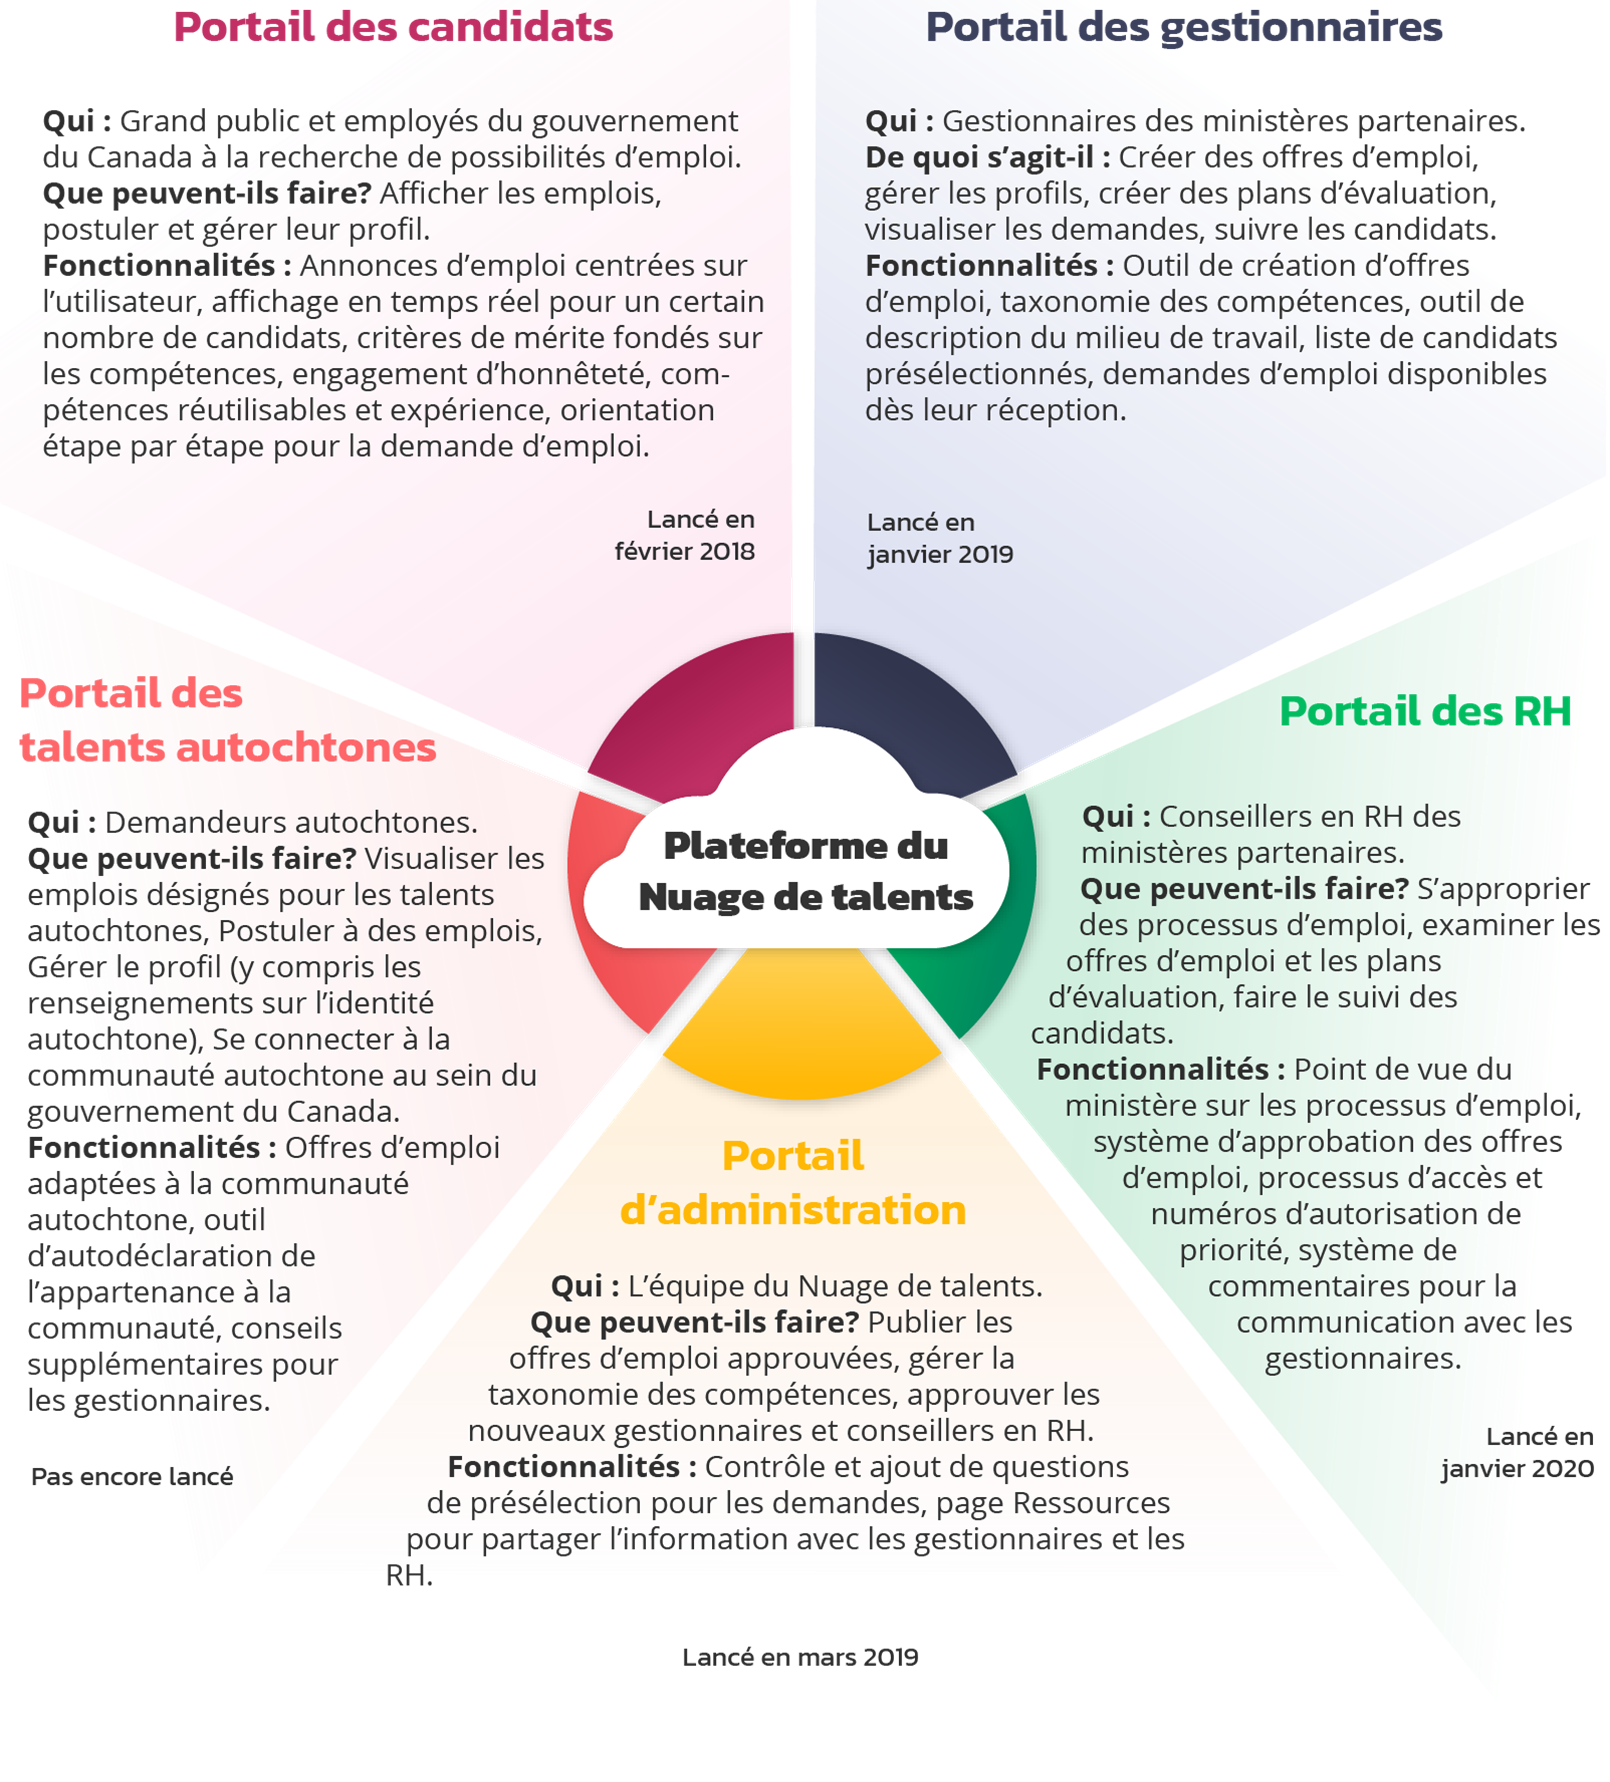 Portail des candidats
Qui : Grand public et employés du gouvernement
du Canada à la recherche de possibilités d’emploi.
Que peuvent-ils faire? Afficher les emplois,
postuler et gérer leur profil.
Fonctionnalités : Annonces d’emploi centrées sur
l’utilisateur, affichage en temps réel pour un certain
nombre de candidats, critères de mérite fondés sur
les compétences, engagement d’honnêteté, com-
pétences réutilisables et expérience, orientation
étape par étape pour la demande d’emploi.
Lancé en
février 2018
Portail des gestionnaires
Qui : Gestionnaires des ministères partenaires.
De quoi s’agit-il : Créer des offres d’emploi,
gérer les profils, créer des plans d’évaluation,
visualiser les demandes, suivre les candidats.
Fonctionnalités : Outil de création d’offres
d’emploi, taxonomie des compétences, outil de
description du milieu de travail, liste de candidats
présélectionnés, demandes d’emploi disponibles
dès leur réception.
Lancé en
janvier 2019
Portail des
talents autochtones
Qui : Demandeurs autochtones.
Que peuvent-ils faire? Visualiser les
emplois désignés pour les talents
autochtones, Postuler à des emplois,
Gérer le profil (y compris les
renseignements sur l’identité
autochtone), Se connecter à la
communauté autochtone au sein du
gouvernement du Canada.
Fonctionnalités : Offres d’emploi
adaptées à la communauté
autochtone, outil
d’autodéclaration de
l’appartenance à la
communauté, conseils
supplémentaires pour
les gestionnaires.
Pas encore lancé
Plateforme du
Nuage de talents
Portail des RH
Qui : Conseillers en RH des
ministères partenaires.
Que peuvent-ils faire? S’approprier
des processus d’emploi, examiner les
offres d’emploi et les plans
d’évaluation, faire le suivi des
candidats.
Fonctionnalités : Point de vue du
ministère sur les processus d’emploi,
système d’approbation des offres
d’emploi, processus d’accès et
numéros d’autorisation de
priorité, système de
commentaires pour la
communication avec les
gestionnaires.
Lancé en
janvier 2020
Portail
d’administration
Qui : L’équipe du Nuage de talents.
Que peuvent-ils faire? Publier les
offres d’emploi approuvées, gérer la
taxonomie des compétences, approuver les
nouveaux gestionnaires et conseillers en RH.
Fonctionnalités : Contrôle et ajout de questions
de présélection pour les demandes, page Ressources
pour partager l’information avec les gestionnaires et les
RH.
Lancé en mars 2019